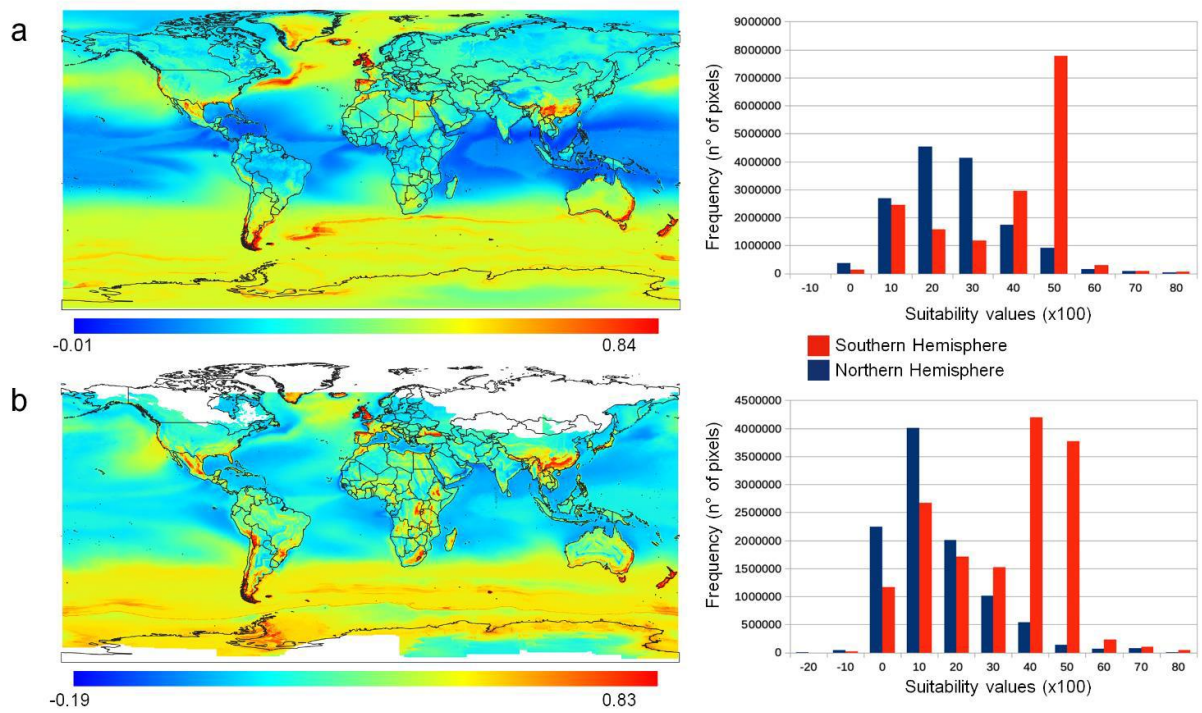 a
-0.01
0.84
9000000
8000000
7000000
6000000
5000000
4000000
3000000
2000000
1000000
0
Frequency (n° of pixels)
-10 0 10 20 30 40 50 60 70 80
Suitability values (x100)
Southern Hemisphere
Northern Hemisphere
b
-0.19
0.83
4500000
4000000
3500000
3000000
2500000
2000000
1500000
1000000
500000
0
Frequency (n° of pixels)
-20 -10 0 10 20 30 40 50 60 70 80
Suitability values (x100)